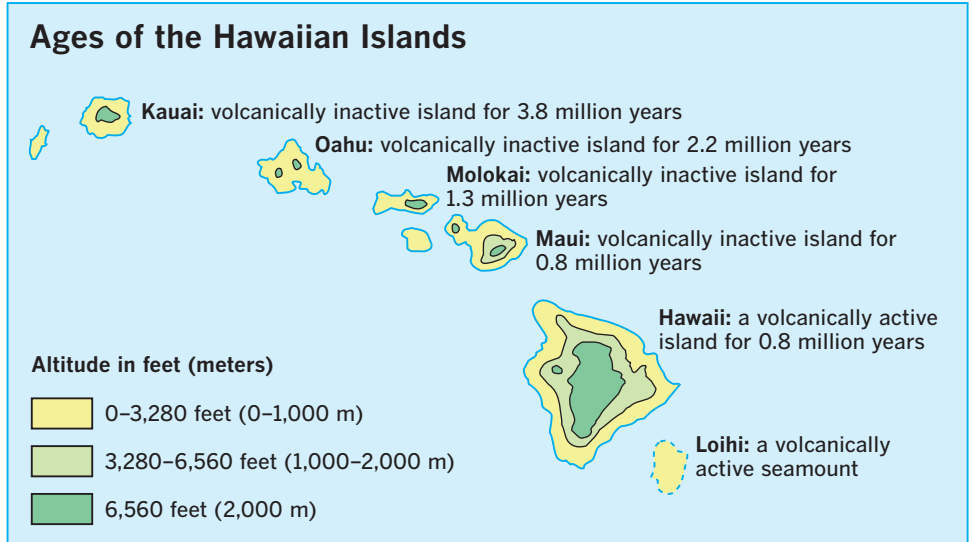 Ages of the Hawaiian Islands
Kauai: volcanically inactive island for 3.8 million years
Oahu: volcanically inactive island for 2.2 million years
Molokai: volcanically inactive island for
1.3 million years
Maui: volcanically inactive island for
0.8 million years
Hawaii: a volcanically active
island for 0.8 million years
Loihi: a volcanically
active seamount
Altitude in feet (meters)
0–3,280 feet (0–1,000 m)
3,280–6,560 feet (1,000–2,000 m)
6,560 feet (2,000 m)